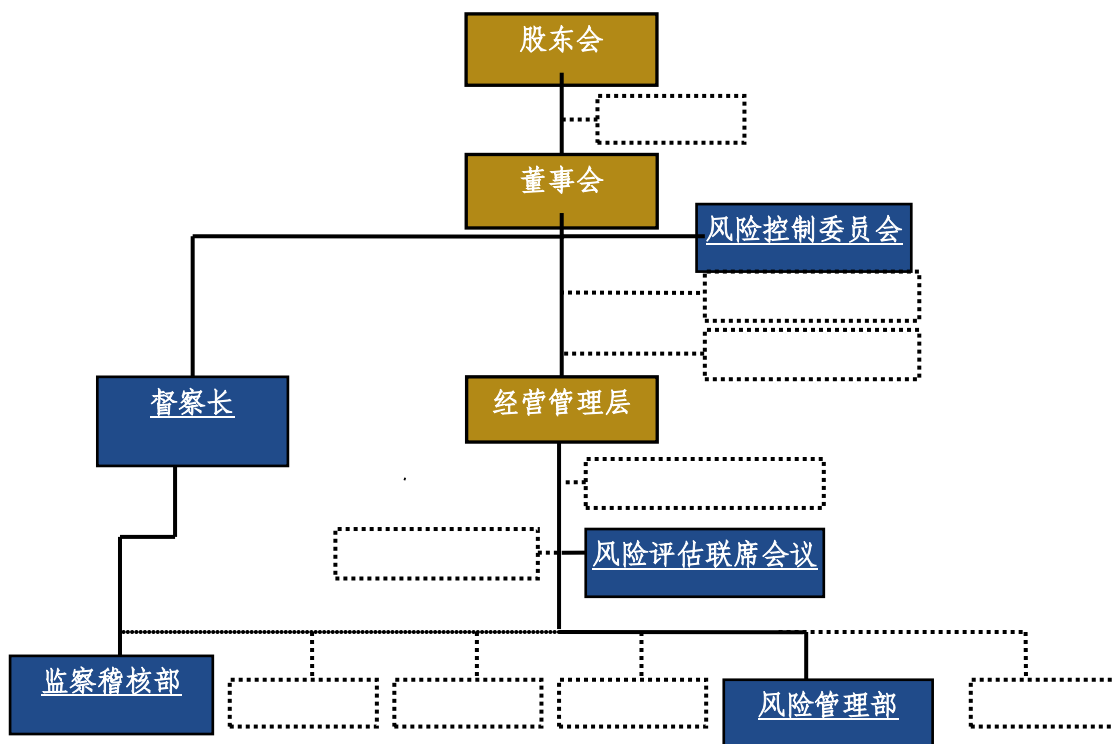 股东会
董事会
风险控制委员会
督察长
经营管理层
风险评估联席会议
监察稽核部
风险管理部